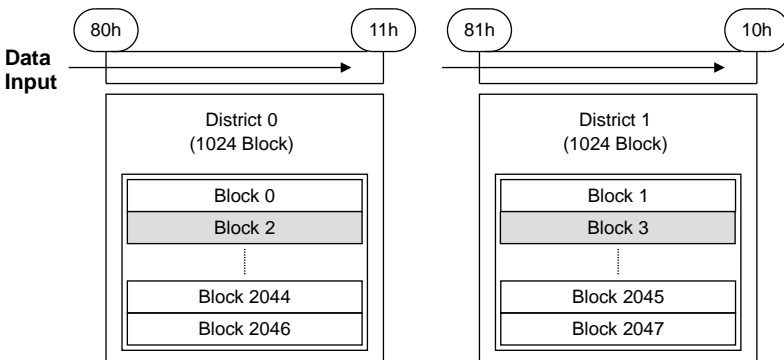 80h
11h
81h
10h
Data
Input
District 0
(1024 Block)
Block 0
Block 2
Block 2044
Block 2046
District 1
(1024 Block)
Block 1
Block 3
Block 2045
Block 2047